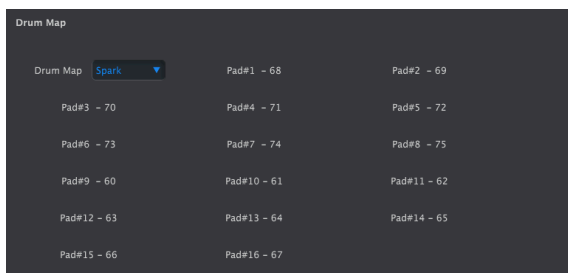 Drum Map
Drum Map Spark Pad#1 – 68 Pad#2 – 69
Pad#3 – 70 Pad#4 – 71 Pad#5 – 72
Pad#6 – 73 Pad#7 – 74 Pad#8 – 75
Pad#9 – 60 Pad#10 – 61 Pad#11 – 62
Pad#12 – 63 Pad#13 – 64 Pad#14 – 65
Pad#15 – 66 Pad#16 – 67